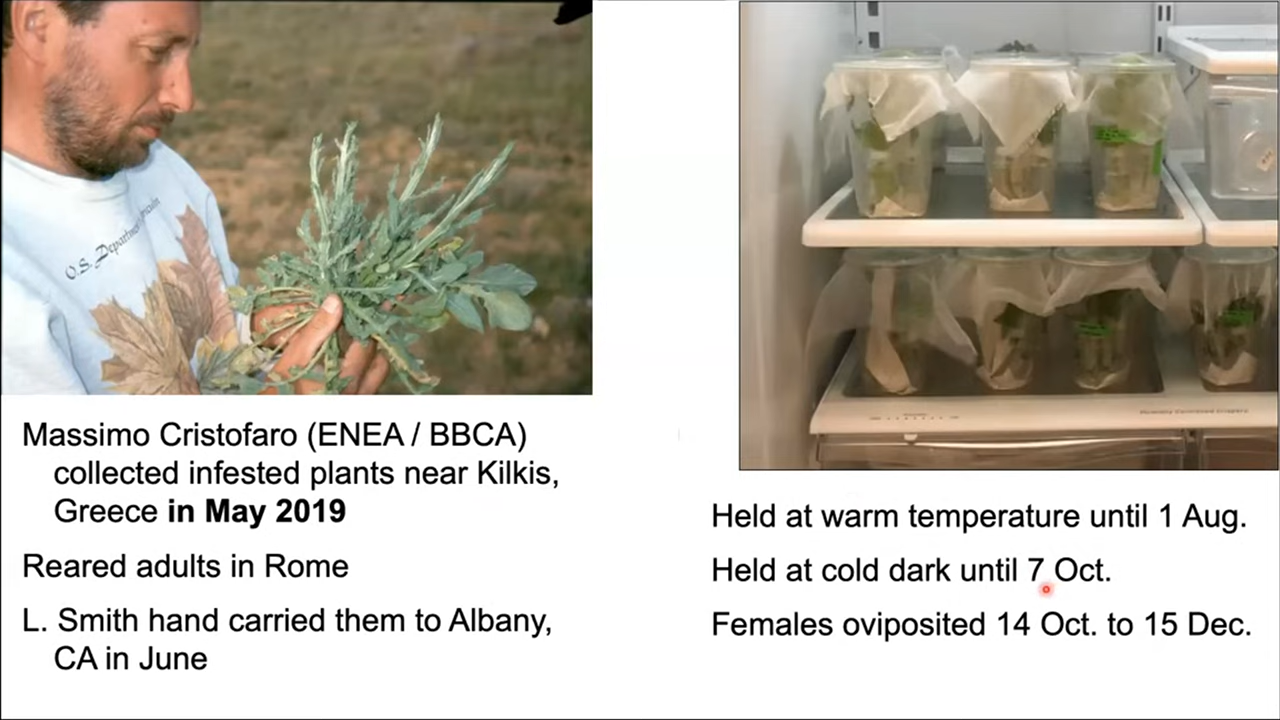 U.S. Department
Massimo Cristofaro (ENEA / BBCA)
collected infested plants near Kilkis,
Greece in May 2019
Reared adults in Rome
L. Smith hand carried them to Albany,
CA in June
Held at warm temperature until 1 Aug.
Held at cold dark until 7 Oct.
Females oviposited 14 Oct. to 15 Dec.